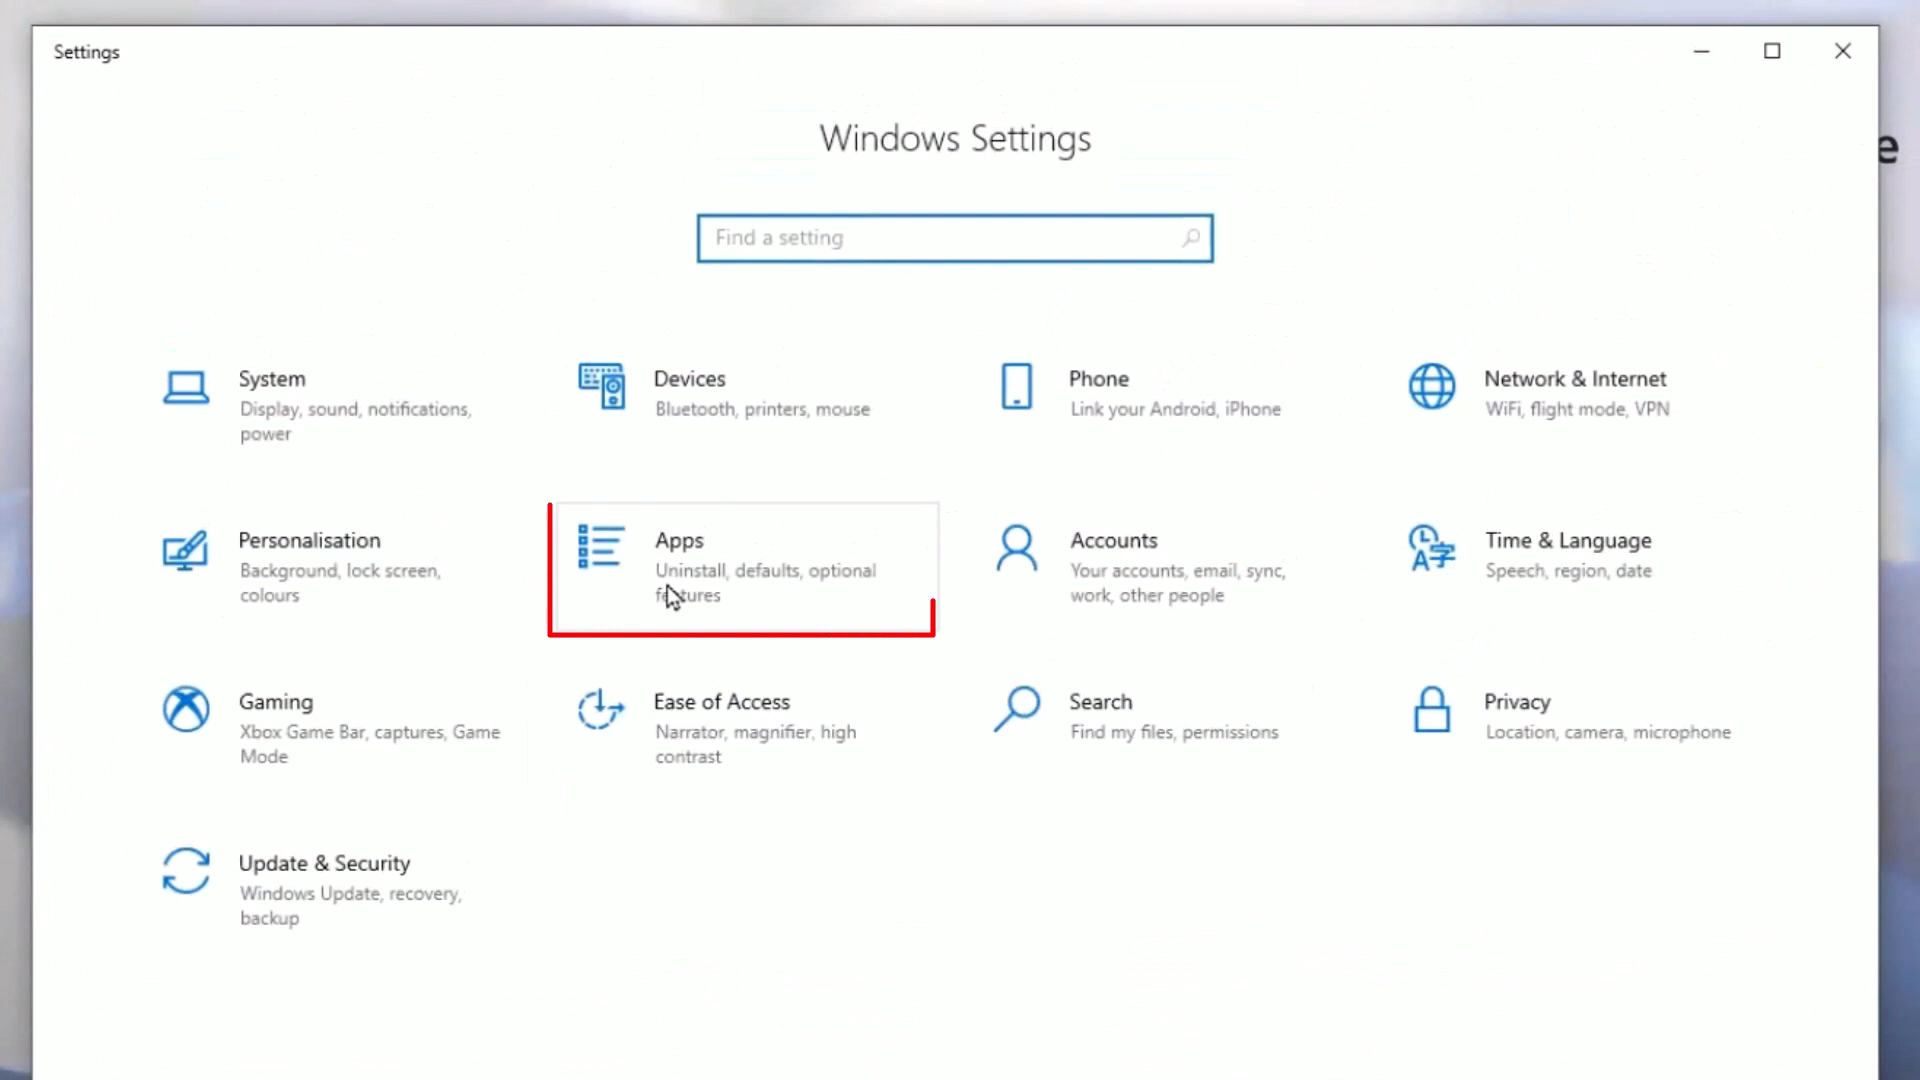 Settings
Windows Settings
e
Find a setting
System
Display, sound, notifications,
power
Devices
Bluetooth, printers, mouse
Phone
Link your Android, iPhone
Network & Internet
WiFi, flight mode, VPN
Personalisation
Background, lock screen,
colours
Apps
Uninstall, defaults, optional
features
Accounts
Your accounts, email, sync,
work, other people
Time & Language
Speech, region, date
Gaming
Xbox Game Bar, captures, Game
Mode
Ease of Access
Narrator, magnifier, high
contrast
Search
Find my files, permissions
Privacy
Location, camera, microphone
Update & Security
Windows Update, recovery,
backup